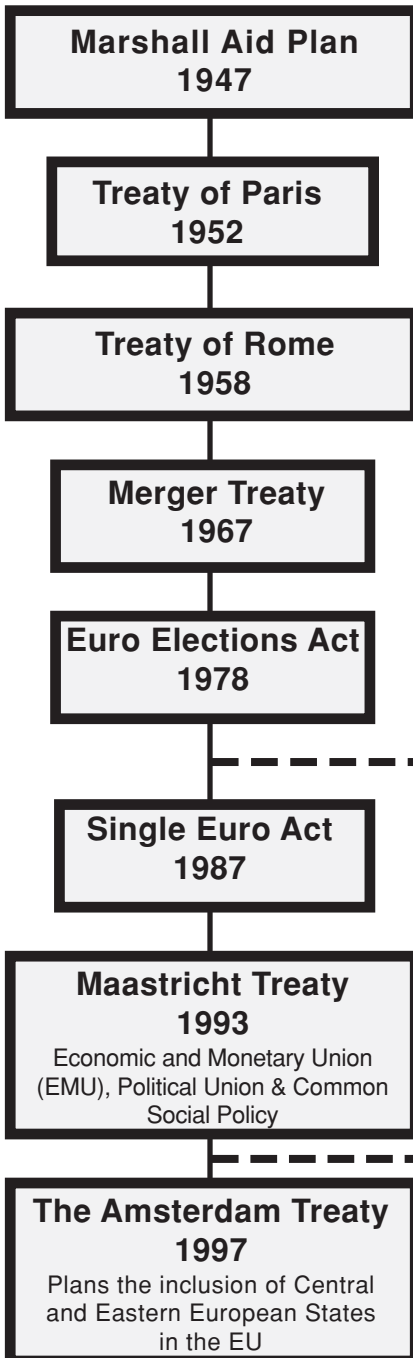 Marshall Aid Plan
1947
Treaty of Paris
1952
Treaty of Rome
1958
Merger Treaty
1967
Euro Elections Act
1978
Single Euro Act
1987
Maastricht Treaty
1993
Economic and Monetary Union
(EMU), Political Union & Common
Social Policy
The Amsterdam Treaty
1997
Plans the inclusion of Central
and Eastern European States
in the EU